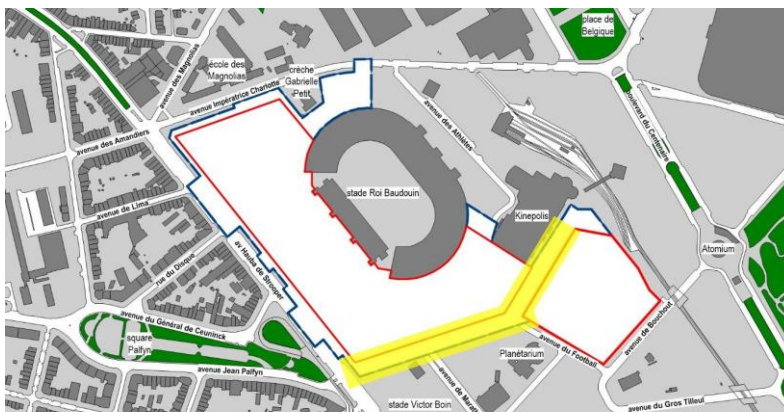 place de
Belgique
école des
Magnolias
crèche
Gabrielle
Petit
avenue des Magnolias
avenue Impératrice Charlotte
avenue des Amandiers
avenue des Athlètes
boulevard du Centenaire
avenue de Lima
stade Roi Baudouin
Kinepolis
Atomium
rue du Disque
av Houba de Strooper
avenue du Général de Ceuninck
square
Palfyn
avenue Jean Palfyn
Planétarium
avenue du Football
avenue de Bouchout
avenue de Marath
stade Victor Boin
avenue du Gros Tilleul